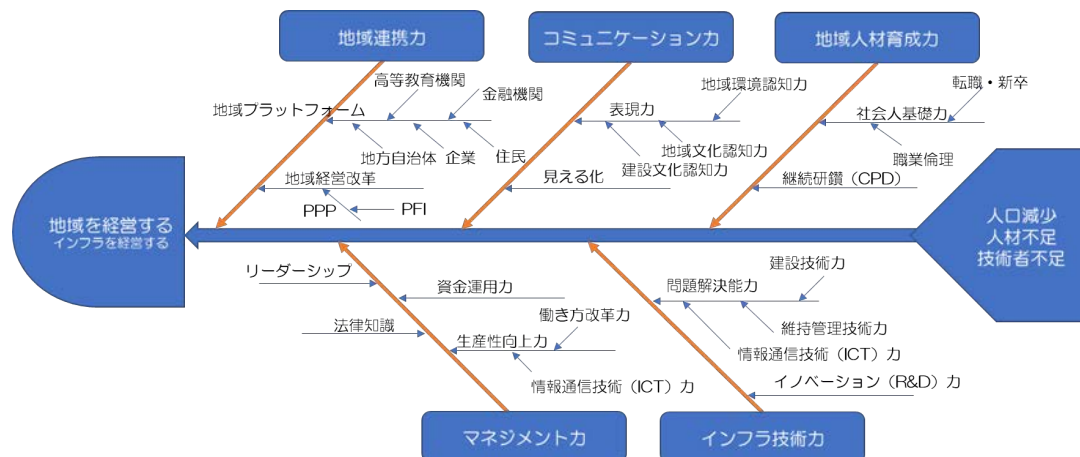 地域連携力
コミュニケーション力
地域人材育成力
高等教育機関
金融機関
地域プラットフォーム
地方自治体
企業
住民
地域経営改革
PPP
PFI
地域環境認知力
表現力
地域文化認知力
建設文化認知力
見える化
転職・新卒
社会人基礎力
職業倫理
継続研鑽（CPD）
地域を経営する
インフラを経営する
人口減少
人材不足
技術者不足
リーダーシップ
資金運用力
法律知識
働き方改革力
生産性向上力
情報通信技術（ICT）力
建設技術力
問題解決能力
維持管理技術力
情報通信技術（ICT）力
イノベーション（R&D）力
マネジメント力
インフラ技術力